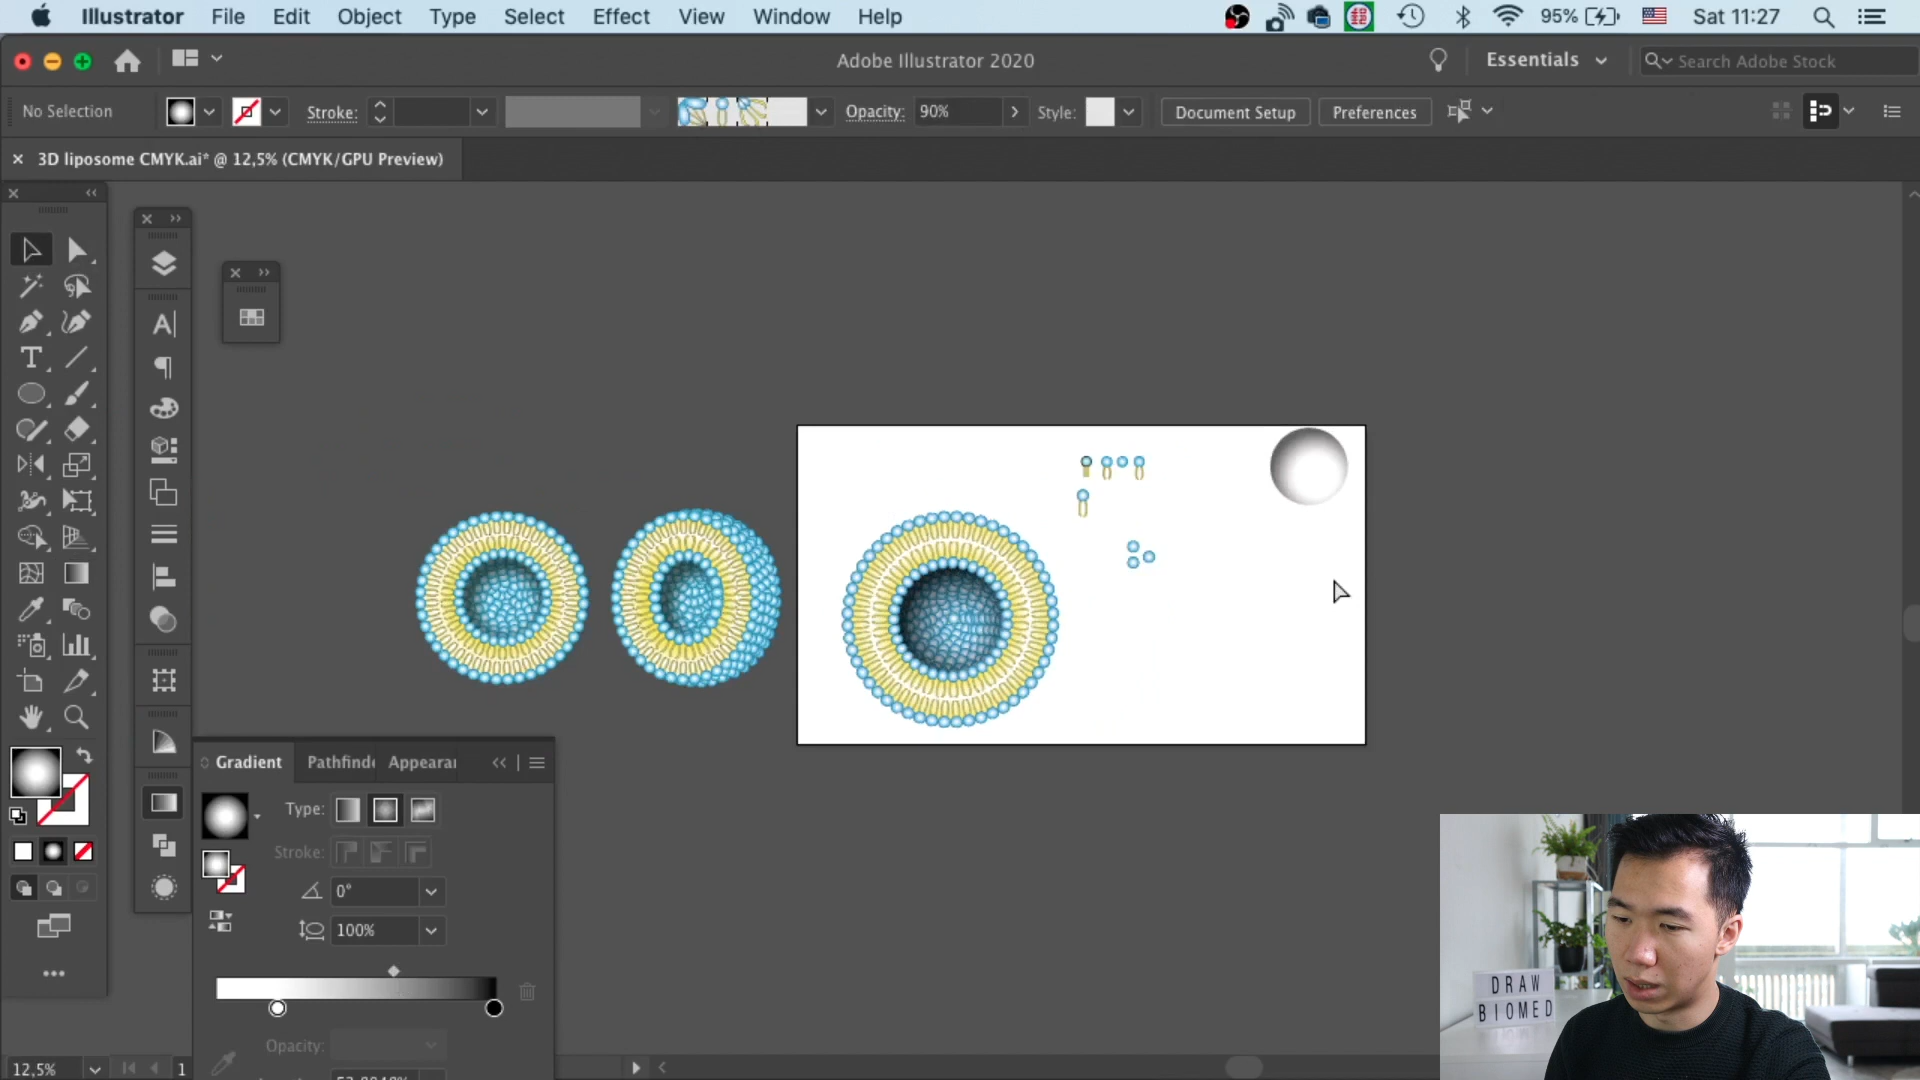 Illustrator File Edit Object Type Select Effect View Window Help
95% Sat 11:27
Adobe Illustrator 2020
Essentials
Search Adobe Stock
No Selection
Stroke:
Opacity: 90%
Style:
Document Setup
Preferences
3D liposome CMYK.ai* @ 12,5% (CMYK/GPU Preview)
Gradient
Pathfinde
Appearan
Type:
Stroke:
0°
100%
Opacity:
12,5%
1
DRAW
BIOMED